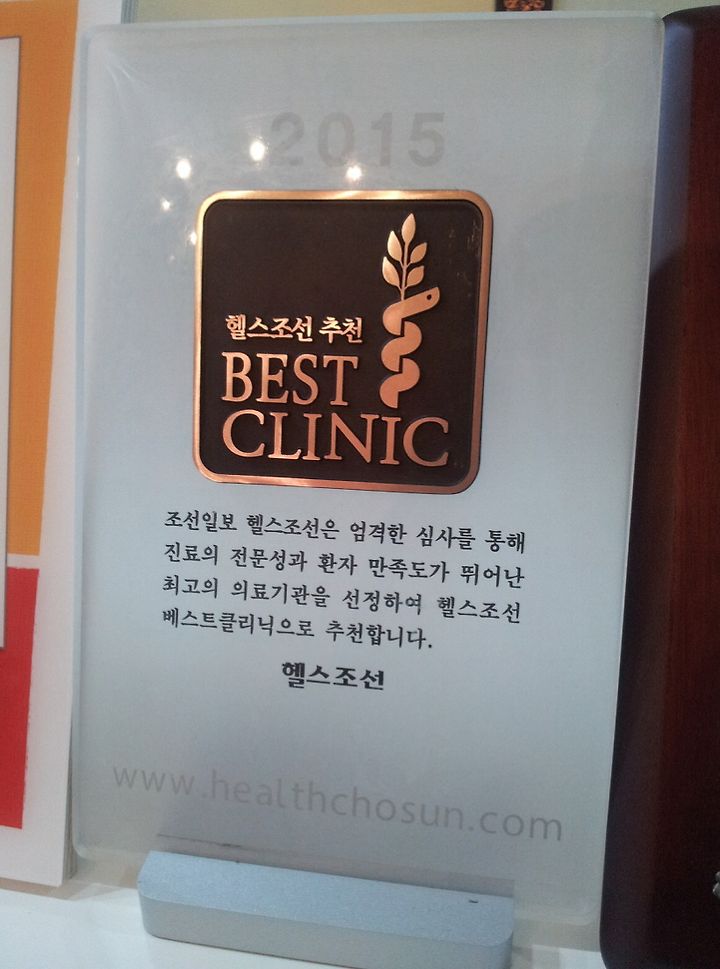 2015
헬스조선 추천
BEST
CLINIC
조선일보 헬스조선은 엄격한 심사를 통해
진료의 전문성과 환자 만족도가 뛰어난
최고의 의료기관을 선정하여 헬스조선
베스트클리닉으로 추천합니다.
헬스조선
www.healthchosun.com